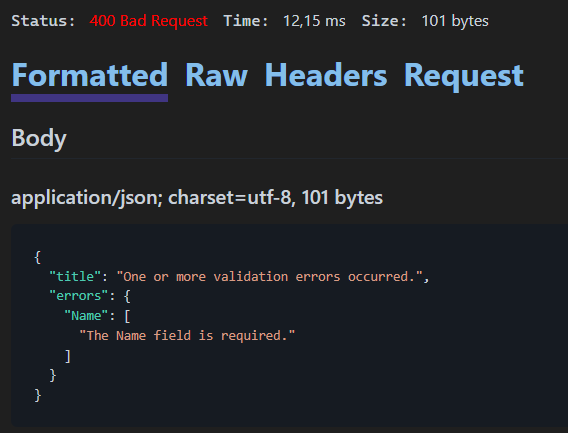 Status: 400 Bad Request Time: 12,15 ms Size: 101 bytes
Formatted Raw Headers Request
Body
application/json; charset=utf-8, 101 bytes
{
  "title": "One or more validation errors occurred.",
  "errors": {
    "Name": [
      "The Name field is required."
    ]
  }
}